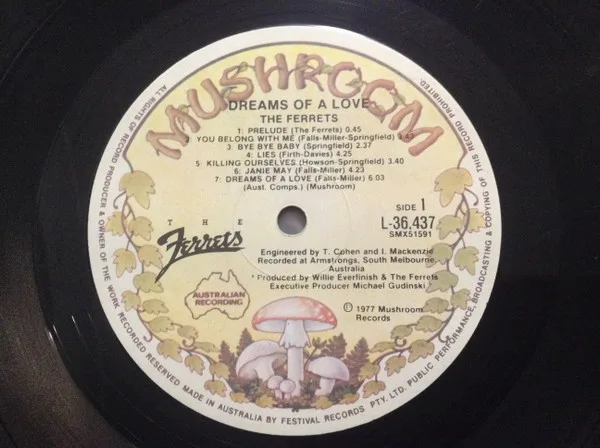 MUSHROOM
DREAMS OF A LOVE
THE FERRETS
1: PRELUDE (The Ferrets) 0.45
2: YOU BELONG WITH ME (Falls-Miller-Springfield) 3.43
3: BYE BYE BABY (Springfield) 2.37
4: LIES (Firth-Davies) 4.25
5: KILLING OURSELVES (Howson-Springfield) 3.40
6: JANIE MAY (Falls-Miller) 4.23
7: DREAMS OF A LOVE (Falls-Miller) 6.03
(Aust. Comps.) (Mushroom)
SIDE 1
L-36,437
SMX51591
THE
Ferrets
Engineered by T. Cohen and I. Mackenzie
Recorded at Armstrongs, South Melbourne,
Australia
* Produced by Willie Everfinish & The Ferrets
Executive Producer Michael Gudinski
AUSTRALIAN
RECORDING
Ⓟ 1977 Mushroom
Records
ALL RIGHTS OF RECORD PRODUCER & OWNER OF THE WORK RECORDED RESERVED MADE IN AUSTRALIA BY FESTIVAL RECORDS PTY. LTD. PUBLIC PERFORMANCE, BROADCASTING & COPYING OF THIS RECORD PROHIBITED.